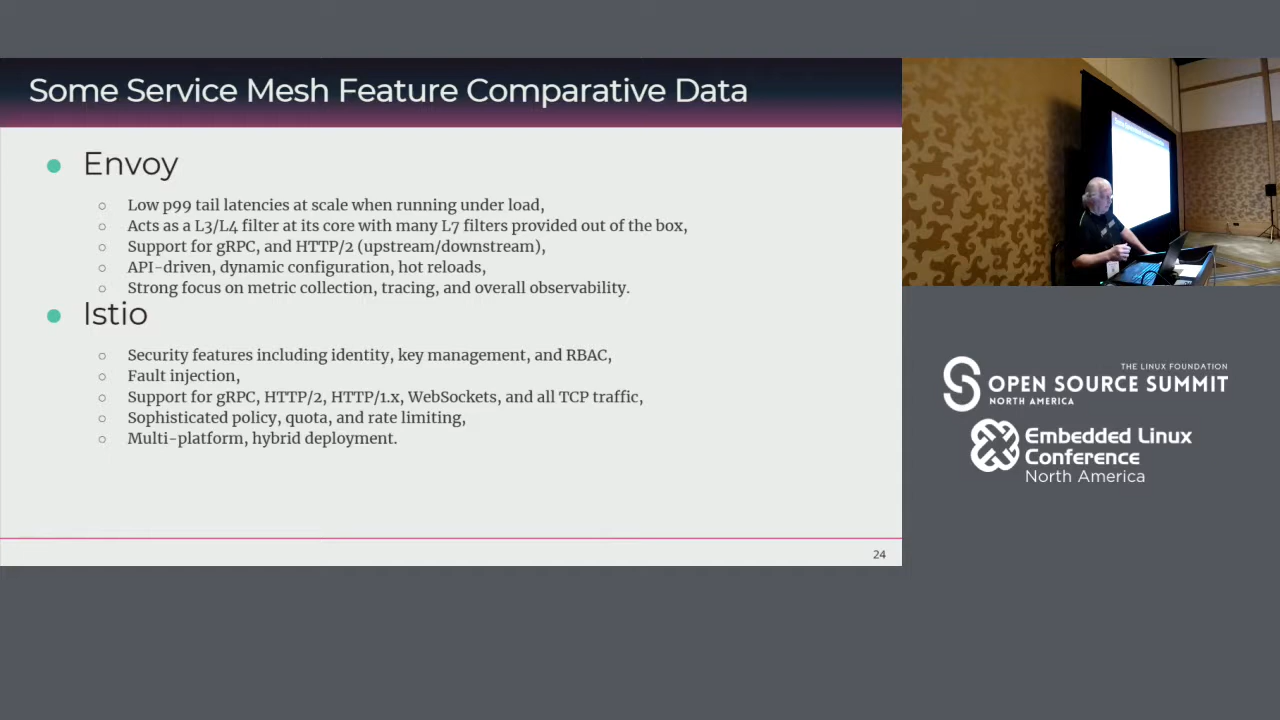 Some Service Mesh Feature Comparative Data
Envoy
Low p99 tail latencies at scale when running under load,
Acts as a L3/L4 filter at its core with many L7 filters provided out of the box,
Support for gRPC, and HTTP/2 (upstream/downstream),
API-driven, dynamic configuration, hot reloads,
Strong focus on metric collection, tracing, and overall observability.
Istio
Security features including identity, key management, and RBAC,
Fault injection,
Support for gRPC, HTTP/2, HTTP/1.x, WebSockets, and all TCP traffic,
Sophisticated policy, quota, and rate limiting,
Multi-platform, hybrid deployment.
24
THE LINUX FOUNDATION
OPEN SOURCE SUMMIT
NORTH AMERICA
Embedded Linux
Conference
North America